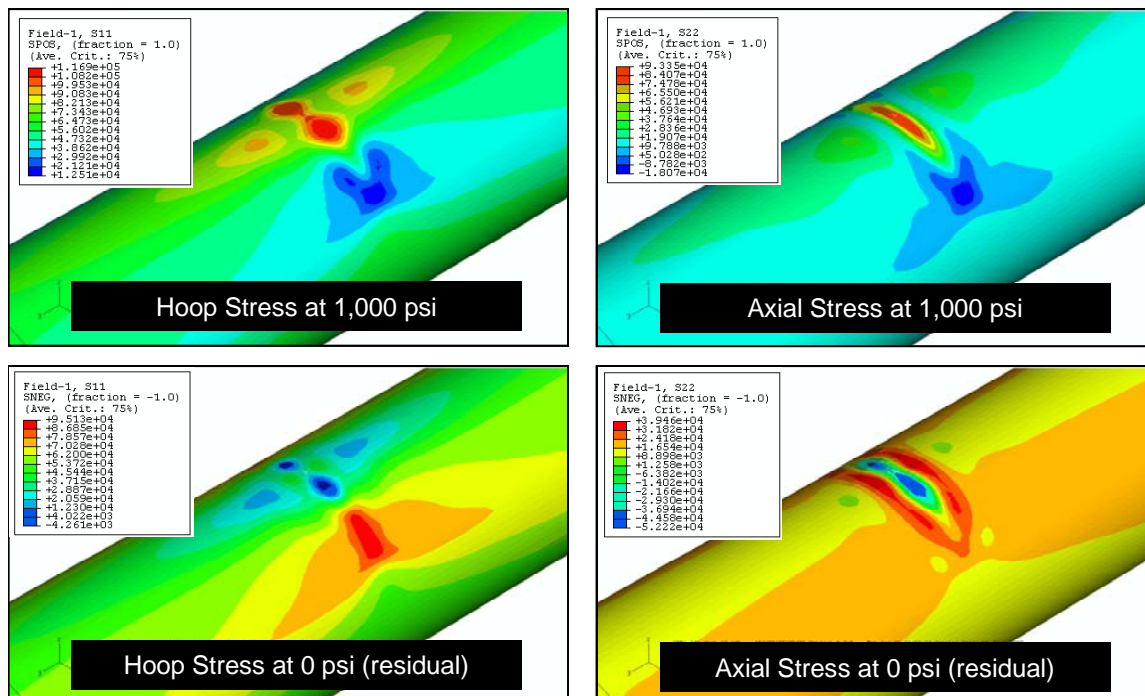 Field-1, S11
SPOS, (fraction = 1.0)
(Ave. Crit.: 75%)
+1.169e+05
+1.082e+05
+9.953e+04
+9.083e+04
+8.213e+04
+7.343e+04
+6.473e+04
+5.602e+04
+4.732e+04
+3.862e+04
+2.992e+04
+2.121e+04
+1.251e+04
Hoop Stress at 1,000 psi
Field-1, S22
SPOS, (fraction = 1.0)
(Ave. Crit.: 75%)
+9.335e+04
+8.407e+04
+7.478e+04
+6.550e+04
+5.621e+04
+4.693e+04
+3.764e+04
+2.836e+04
+1.907e+04
+9.788e+03
+5.028e+02
-8.782e+03
-1.807e+04
Axial Stress at 1,000 psi
Field-1, S11
SNEG, (fraction = -1.0)
(Ave. Crit.: 75%)
+9.513e+04
+8.685e+04
+7.857e+04
+7.028e+04
+6.200e+04
+5.372e+04
+4.544e+04
+3.715e+04
+2.887e+04
+2.059e+04
+1.230e+04
+4.022e+03
-4.261e+03
Hoop Stress at 0 psi (residual)
Field-1, S22
SNEG, (fraction = -1.0)
(Ave. Crit.: 75%)
+3.946e+04
+3.182e+04
+2.418e+04
+1.654e+04
+8.898e+03
+1.258e+03
-6.382e+03
-1.402e+04
-2.166e+04
-2.930e+04
-3.694e+04
-4.458e+04
-5.222e+04
Axial Stress at 0 psi (residual)